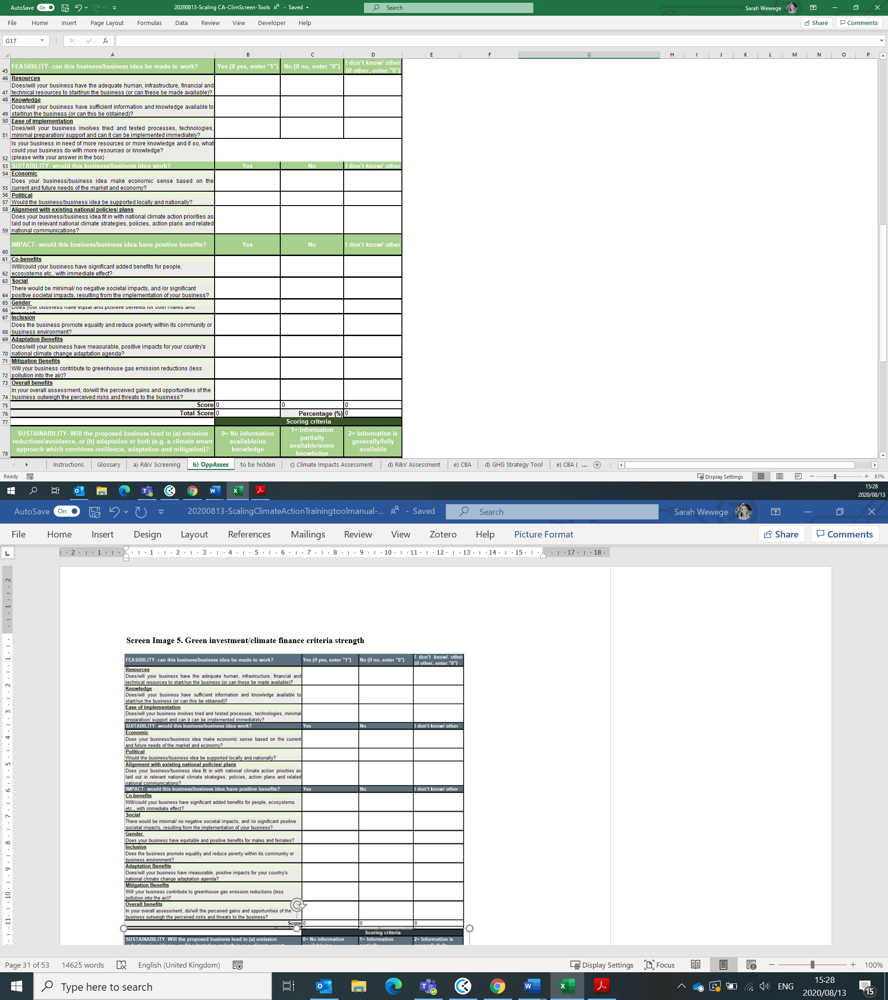 AutoSave On 20200813-Scaling CA-ClimScreen-Tools - Saved Search Sarah Wewege
File Home Insert Page Layout Formulas Data Review View Developer Help Share Comments
G17 fx
A B C D E F G H I J K L M N O P
45 FEASIBILITY- can this business/business idea be made to work? Yes (if yes, enter "1") No (if no, enter "0") I don't know/ other (if other, enter "0")
46 Resources
Does/will your business have the adequate human, infrastructure, financial and
47 technical resources to start/run the business (or can these be made available)?
48 Knowledge
Does/will your business have sufficient information and knowledge available to
49 start/run the business (or can this be obtained)?
50 Ease of implementation
Does/will your business involves tried and tested processes, technologies,
51 minimal preparation/ support and can it can be implemented immediately?
Is your business in need of more resources or more knowledge and if so, what
could your business do with more resources or knowledge?
52 (please write your answer in the box)
53 SUITABILITY- would this business/business idea work? Yes No I don't know/ other
54 Economic
Does your business/business idea make economic sense based on the
55 current and future needs of the market and economy?
56 Political
57 Would the business/business idea be supported locally and nationally?
58 Alignment with existing national policies/ plans
Does your business/business idea fit in with national climate action priorities as
laid out in relevant national climate strategies, policies, action plans and related
59 national communications?
60 IMPACT- would this business/business idea have positive benefits? Yes No I don't know/ other
61 Co-benefits
Will/could your business have significant added benefits for people,
62 ecosystems etc., with immediate effect?
63 Social
There would be minimal/ no negative societal impacts, and /or significant
64 positive societal impacts, resulting from the implementation of your business?
65 Gender
66 Does your business have equal and positive benefits for both males and
females?
67 Inclusion
Does the business promote equality and reduce poverty within its community or
68 business environment?
69 Adaptation Benefits
Does/will your business have measurable, positive impacts for your country's
70 national climate change adaptation agenda?
71 Mitigation Benefits
Will your business contribute to greenhouse gas emission reductions (less
72 pollution into the air)?
73 Overall benefits
In your overall assessment, do/will the perceived gains and opportunities of the
74 business outweigh the perceived risks and threats to the business?
75 Score 0 0 0
76 Total Score 0 Percentage (%) 0
77 Scoring criteria
78 SUSTAINABILITY- Will the proposed business lead to (a) emission reductions/avoidance, or (b) adaptation or both (e.g. a climate smart approach which combines resilience, adaptation and mitigation)? 0= No information available/no knowledge 1= Information partially available/some knowledge 2= Information is generally/fully available
Instructions Glossary a) R&V Screening b) OppAsses to be hidden c) Climate Impacts Assessment d) R&V Assessment e) CBA d) GHG Strategy Tool e) CBA ( ...
Ready Display Settings 81%
15:28
2020/08/13
AutoSave On 20200813-ScalingClimateActionTrainingtoolmanual-... - Saved Search Sarah Wewege
File Home Insert Design Layout References Mailings Review View Zotero Help Picture Format Share Comments
2 1 1 2 3 4 5 6 7 8 9 10 11 12 13 14 15 17 18
2 1 1 2 3 4 5 6 7 8 9 10 11
Screen Image 5. Green investment/climate finance criteria strength
FEASIBILITY- can this business/business idea be made to work? Yes (if yes, enter "1") No (if no, enter "0") I don't know/ other (if other, enter "0")
Resources
Does/will your business have the adequate human, infrastructure, financial and
technical resources to start/run the business (or can these be made available)?
Knowledge
Does/will your business have sufficient information and knowledge available to
start/run the business (or can this be obtained)?
Ease of implementation
Does/will your business involves tried and tested processes, technologies, minimal
preparation/ support and can it can be implemented immediately?
SUITABILITY- would this business/business idea work? Yes No I don't know/ other
Economic
Does your business/business idea make economic sense based on the current
and future needs of the market and economy?
Political
Would the business/business idea be supported locally and nationally?
Alignment with existing national policies/ plans
Does your business/business idea fit in with national climate action priorities as
laid out in relevant national climate strategies, policies, action plans and related
national communications?
IMPACT- would this business/business idea have positive benefits? Yes No I don't know/ other
Co-benefits
Will/could your business have significant added benefits for people, ecosystems
etc., with immediate effect?
Social
There would be minimal/ no negative societal impacts, and /or significant positive
societal impacts, resulting from the implementation of your business?
Gender
Does your business have equitable and positive benefits for males and females?
Inclusion
Does the business promote equality and reduce poverty within its community or
business environment?
Adaptation Benefits
Does/will your business have measurable, positive impacts for your country's
national climate change adaptation agenda?
Mitigation Benefits
Will your business contribute to greenhouse gas emission reductions (less
pollution into the air)?
Overall benefits
In your overall assessment, do/will the perceived gains and opportunities of the
business outweigh the perceived risks and threats to the business?
Score 0 0 0
Scoring criteria
SUSTAINABILITY- Will the proposed business lead to (a) emission 0= No information 1= Information 2= Information is
Page 31 of 53 14625 words English (United Kingdom) Display Settings Focus 100%
Type here to search ENG 15:28
2020/08/13 15